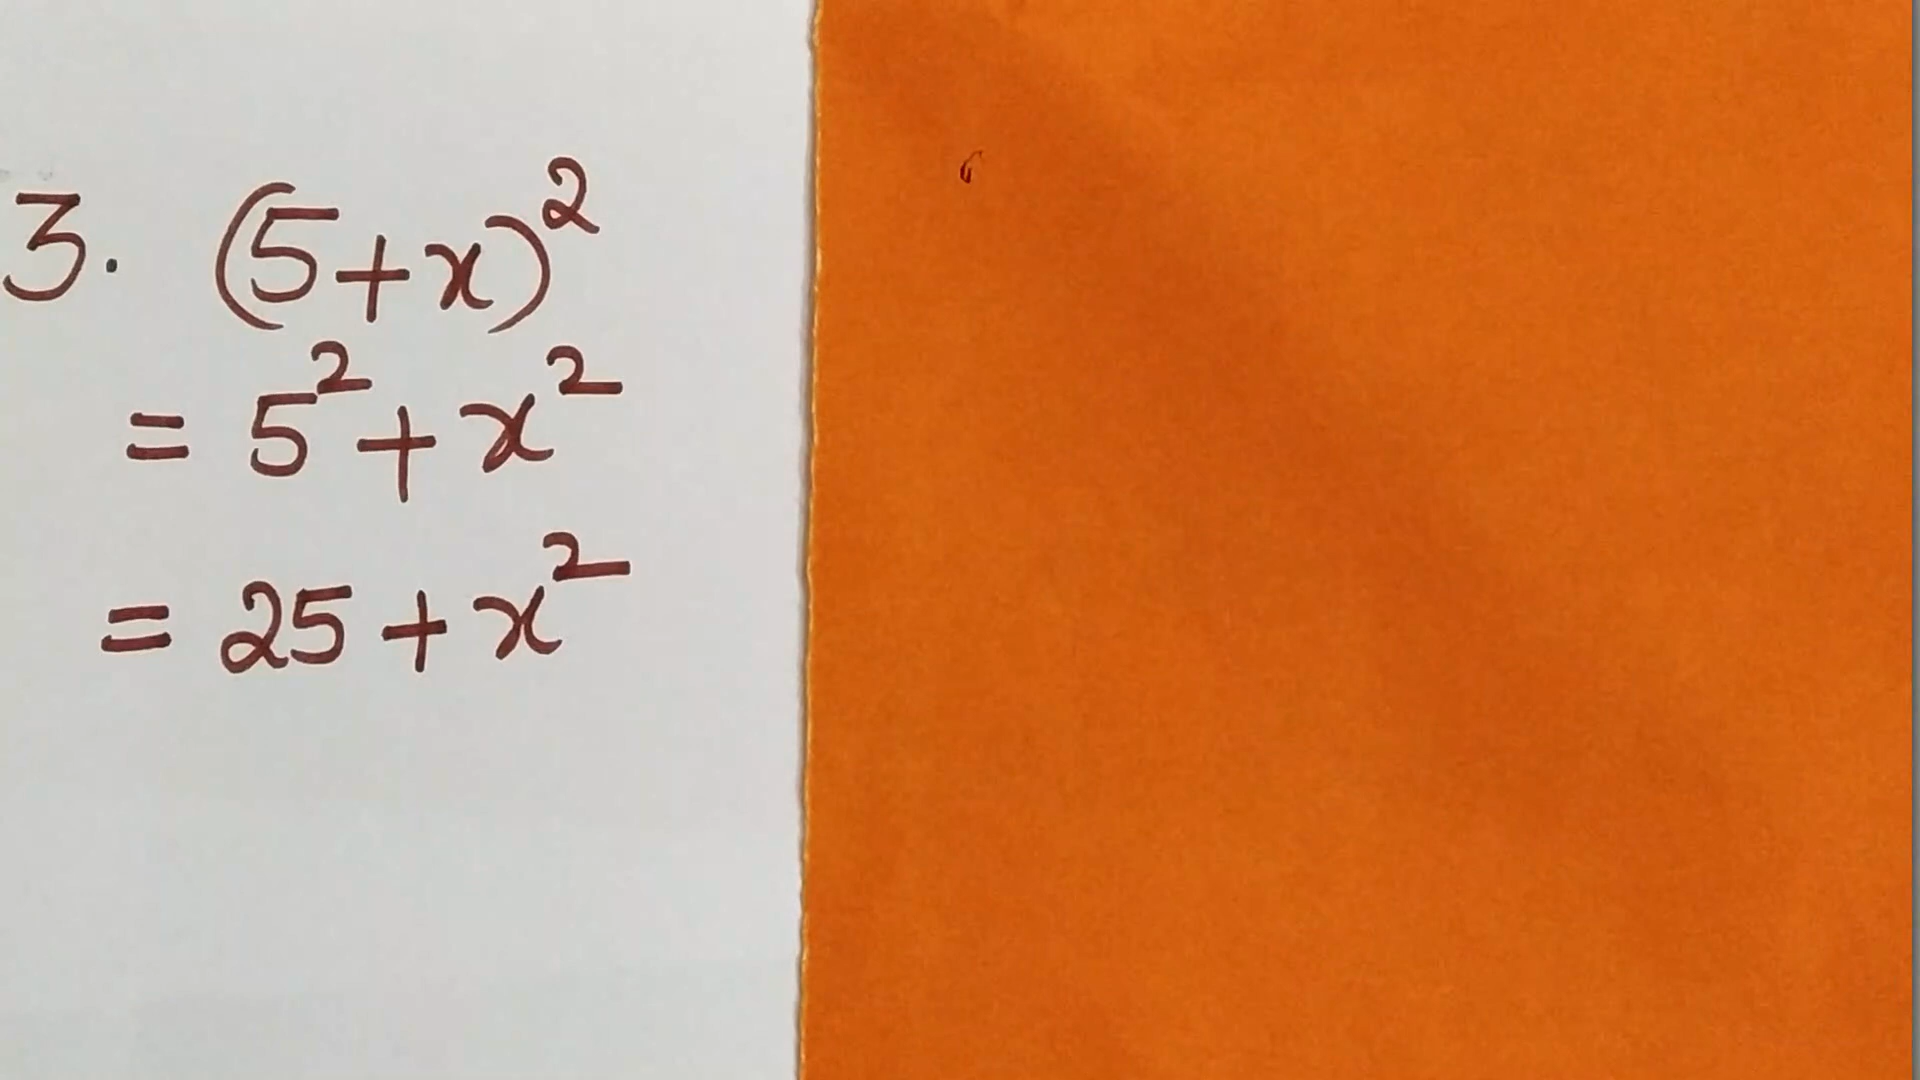 3. (5+x)²
= 5² + x²
= 25 + x²